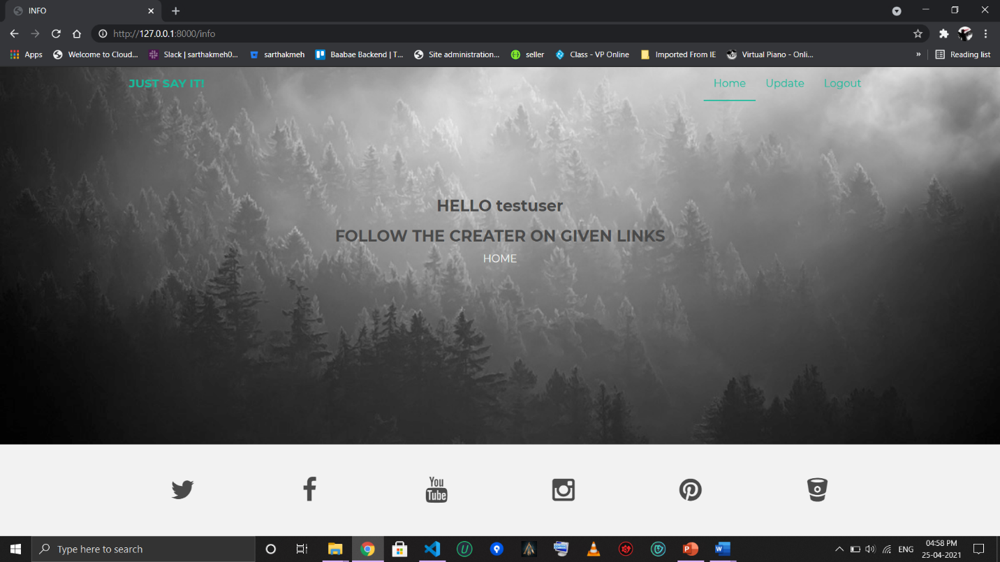 INFO
http://127.0.0.1:8000/info
Apps Welcome to Cloud... Slack | sarthakmeh0... sarthakmeh Baabae Backend | T... Site administration... seller Class - VP Online Imported From IE Virtual Piano - Onli... » Reading list
JUST SAY IT! Home Update Logout
HELLO testuser
FOLLOW THE CREATER ON GIVEN LINKS
HOME
You
Tube
Type here to search
ENG
04:58 PM
25-04-2021